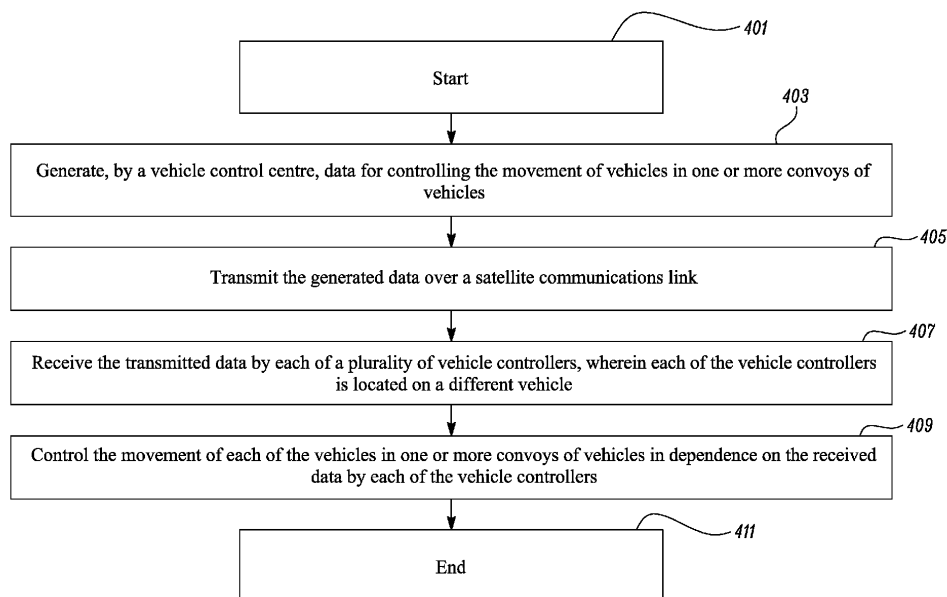 401
Start
403
Generate, by a vehicle control centre, data for controlling the movement of vehicles in one or more convoys of
vehicles
405
Transmit the generated data over a satellite communications link
407
Receive the transmitted data by each of a plurality of vehicle controllers, wherein each of the vehicle controllers
is located on a different vehicle
409
Control the movement of each of the vehicles in one or more convoys of vehicles in dependence on the received
data by each of the vehicle controllers
411
End